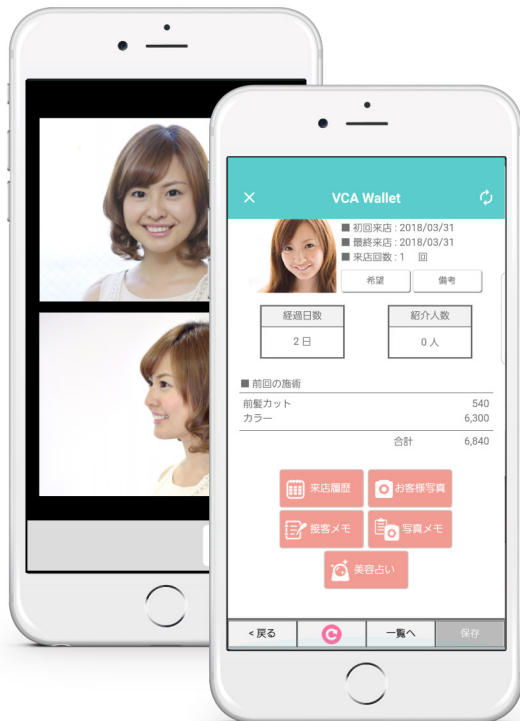 VCA Wallet
■ 初回来店 : 2018/03/31
■ 最終来店 : 2018/03/31
■ 来店回数 : 1 回
希望 備考
経過日数 紹介人数
2 日 0 人
■ 前回の施術
前髪カット 540
カラー 6,300
合計 6,840
来店履歴 お客様写真
接客メモ 写真メモ
美容占い
< 戻る 一覧へ 保存